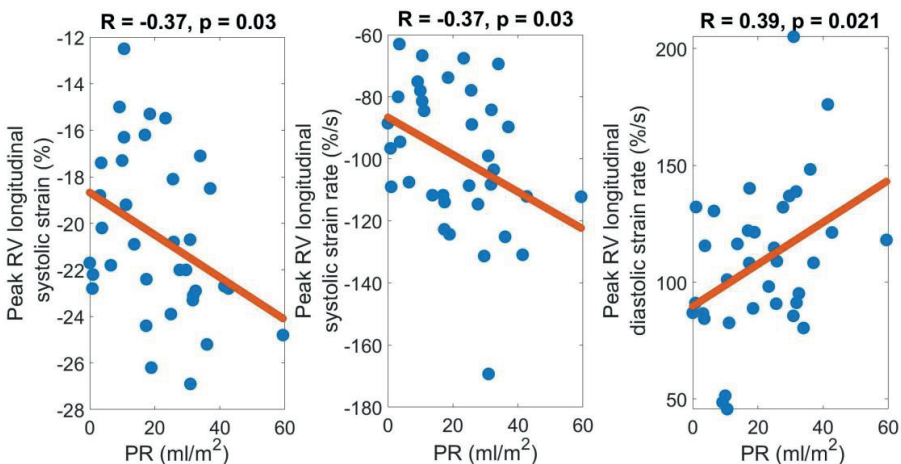 R = -0.37, p = 0.03
-12
-14
-16
-18
-20
-22
-24
-26
-28
Peak RV longitudinal
systolic strain (%)
0
20
40
60
PR (ml/m²)
R = -0.37, p = 0.03
-60
-80
-100
-120
-140
-160
-180
Peak RV longitudinal
systolic strain rate (%/s)
0
20
40
60
PR (ml/m²)
R = 0.39, p = 0.021
200
150
100
50
Peak RV longitudinal
diastolic strain rate (%/s)
0
20
40
60
PR (ml/m²)